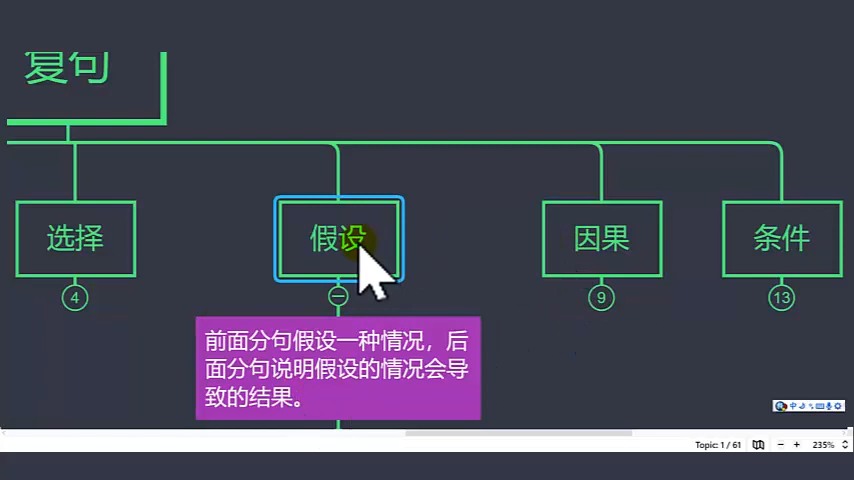 复句
选择
假设
因果
条件
4
9
13
前面分句假设一种情况，后
面分句说明假设的情况会导
致的结果。
中
Topic: 1 / 61
235%